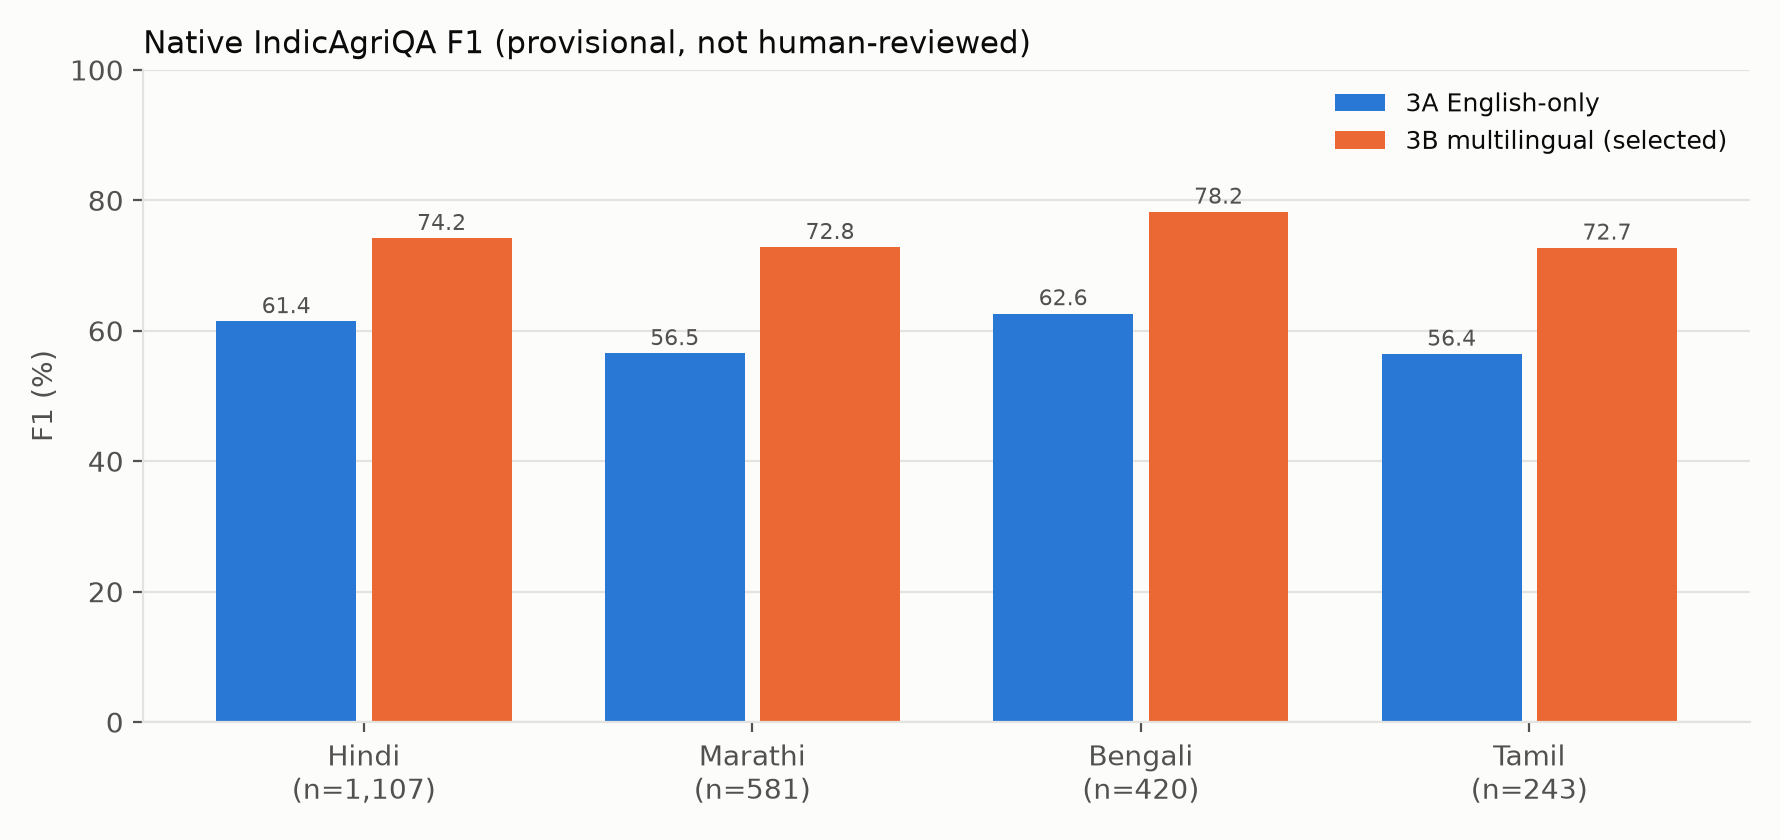 Native IndicAgriQA F1 (provisional, not human-reviewed)
3A English-only
3B multilingual (selected)
F1 (%)
100
80
60
40
20
0
61.4
74.2
56.5
72.8
62.6
78.2
56.4
72.7
Hindi
(n=1,107)
Marathi
(n=581)
Bengali
(n=420)
Tamil
(n=243)